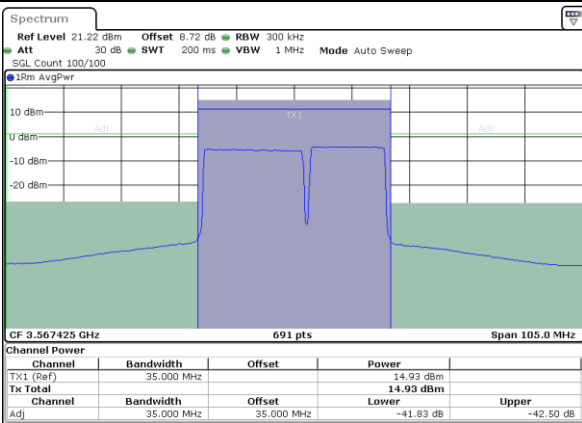 Spectrum
Ref Level 21.22 dBm Offset 8.72 dB RBW 300 kHz
Att 30 dB SWT 200 ms VBW 1 MHz Mode Auto Sweep
SGL Count 100/100
1Rm AvgPwr
10 dBm
TX1
Adj
Adj
0 dBm
-10 dBm
-20 dBm
CF 3.567425 GHz 691 pts Span 105.0 MHz
Channel Power
Channel Bandwidth Offset Power
TX1 (Ref) 35.000 MHz 14.93 dBm
Tx Total 14.93 dBm
Channel Bandwidth Offset Lower Upper
Adj 35.000 MHz 35.000 MHz -41.83 dB -42.50 dB